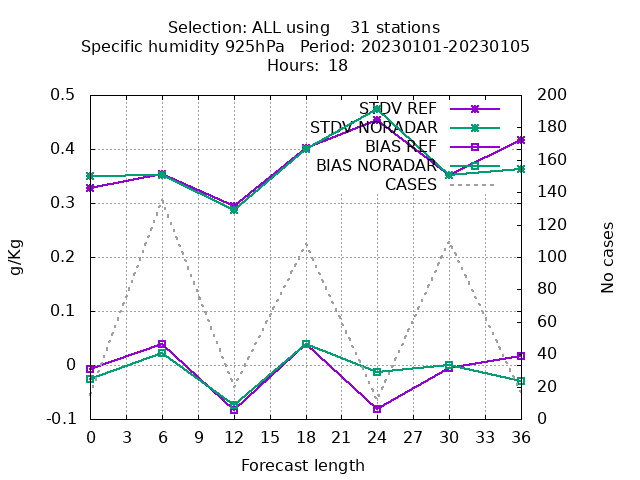 Selection: ALL using    31 stations
Specific humidity 925hPa   Period: 20230101-20230105
Hours: 18
STDV REF
STDV NORADAR
BIAS REF
BIAS NORADAR
CASES
0.5
0.4
0.3
0.2
0.1
0
-0.1
200
180
160
140
120
100
80
60
40
20
0
g/Kg
No cases
0 3 6 9 12 15 18 21 24 27 30 33 36
Forecast length